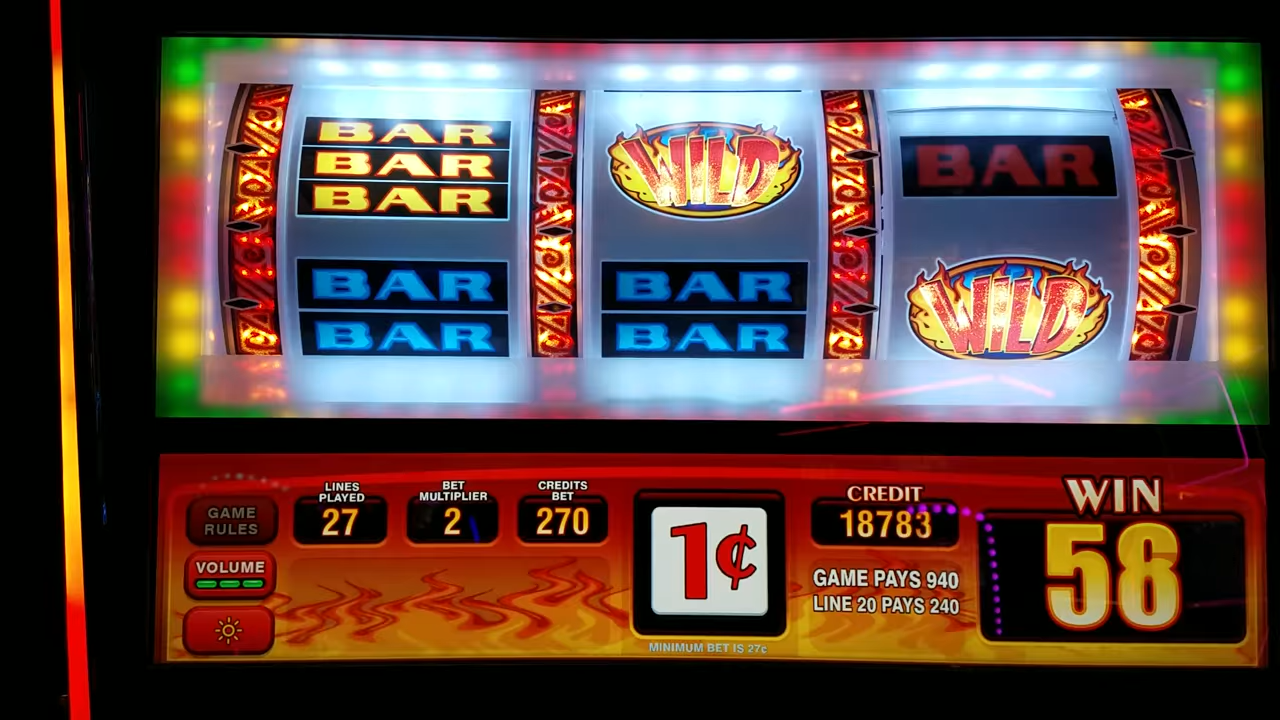 BAR
BAR
BAR
WILD
BAR
BAR
BAR
BAR
BAR
WILD
GAME
RULES
VOLUME
LINES
PLAYED
27
BET
MULTIPLIER
2
CREDITS
BET
270
1¢
MINIMUM BET IS 27¢
CREDIT
18783
GAME PAYS 940
LINE 20 PAYS 240
WIN
58